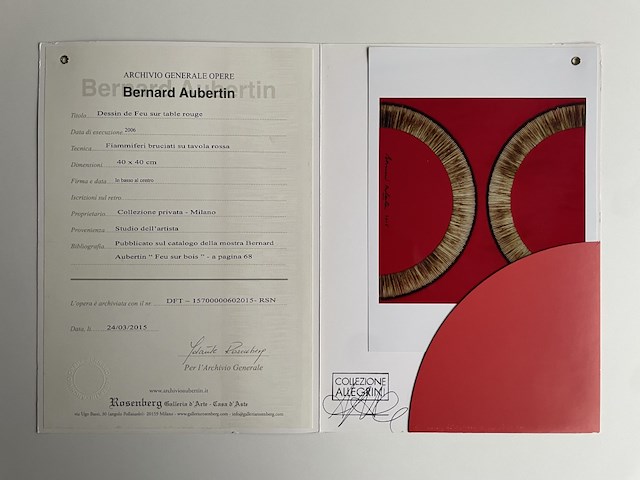 ARCHIVIO GENERALE OPERE
Bernard Aubertin
Bernard Aubertin
Titolo Dessin de Feu sur table rouge
Data di esecuzione 2006
Tecnica Fiammiferi bruciati su tavola rossa
Dimensioni 40 x 40 cm
Firma e data In basso al centro
Iscrizioni sul retro
Proprietario Collezione privata - Milano
Provenienza Studio dell'artista
Bibliografia Pubblicato sul catalogo della mostra Bernard
Aubertin " Feu sur bois " - a pagina 68
L'opera è archiviata con il nr DFT – 15700000602015- RSN
Data, lì 24/03/2015
Per l'Archivio Generale
www.archivioaubertin.it
Rosenberg Galleria d'Arte - Casa d'Arte
COLLEZIONE
ALLEGRINI